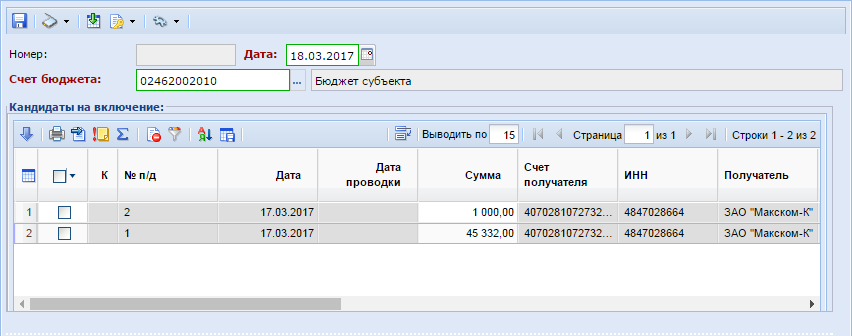 Номер: Дата: 18.03.2017
Счет бюджета: 02462002010 ... Бюджет субъекта
Кандидаты на включение:
Выводить по 15 Страница 1 из 1 Строки 1 - 2 из 2
К № п/д Дата Дата проводки Сумма Счет получателя ИНН Получатель
1 2 17.03.2017 1 000,00 4070281072732... 4847028664 ЗАО "Макском-К"
2 1 17.03.2017 45 332,00 4070281072732... 4847028664 ЗАО "Макском-К"